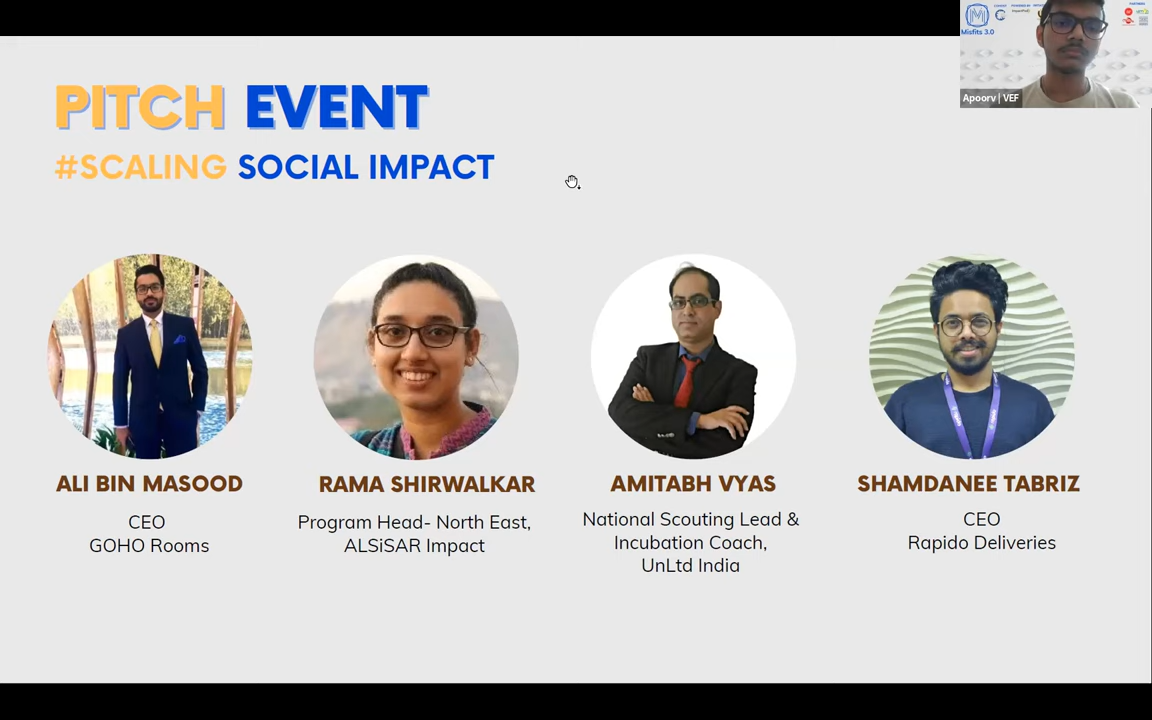 PITCH EVENT
#SCALING SOCIAL IMPACT
Misfits 3.0
Apoorv | VEF
ALI BIN MASOOD
CEO
GOHO Rooms
RAMA SHIRWALKAR
Program Head- North East,
ALSiSAR Impact
AMITABH VYAS
National Scouting Lead &
Incubation Coach,
UnLtd India
SHAMDANEE TABRIZ
CEO
Rapido Deliveries